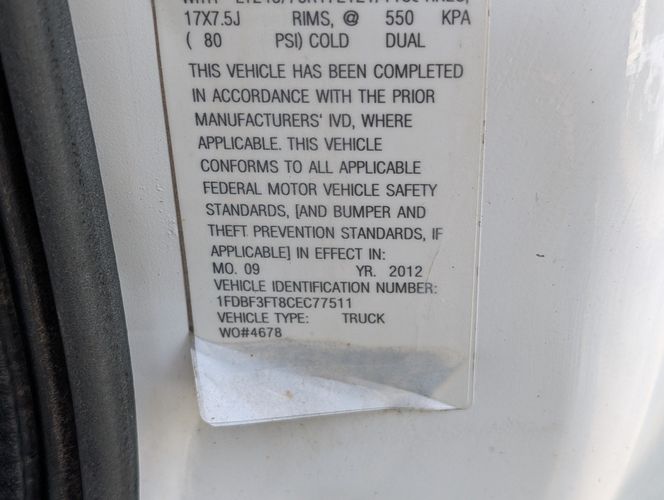 17X7.5J RIMS, @ 550 KPA
( 80 PSI) COLD DUAL
THIS VEHICLE HAS BEEN COMPLETED
IN ACCORDANCE WITH THE PRIOR
MANUFACTURERS' IVD, WHERE
APPLICABLE. THIS VEHICLE
CONFORMS TO ALL APPLICABLE
FEDERAL MOTOR VEHICLE SAFETY
STANDARDS, [AND BUMPER AND
THEFT PREVENTION STANDARDS, IF
APPLICABLE] IN EFFECT IN:
MO. 09 YR. 2012
VEHICLE IDENTIFICATION NUMBER:
1FDBF3FT8CEC77511
VEHICLE TYPE: TRUCK
WO#4678